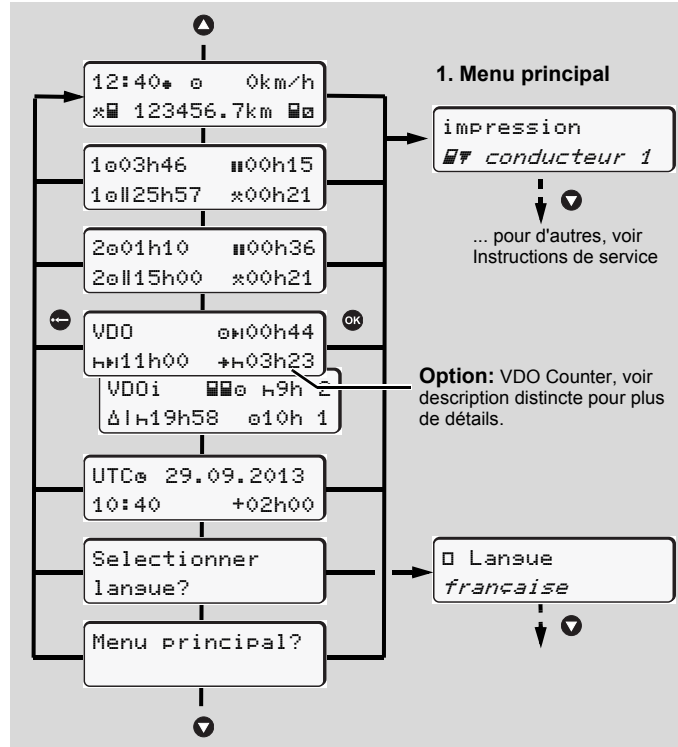 12:40 0km/h
123456.7km
1. Menu principal
impression
conducteur 1
1 03h46 00h15
1 25h57 00h21
... pour d'autres, voir
Instructions de service
2 01h10 00h36
2 15h00 00h21
VDO 00h44
11h00 03h23
OK
VDOi 9h 2
19h58 10h 1
Option: VDO Counter, voir
description distincte pour plus
de détails.
UTC 29.09.2013
10:40 +02h00
Selectionner
langue?
Langue
française
Menu principal?